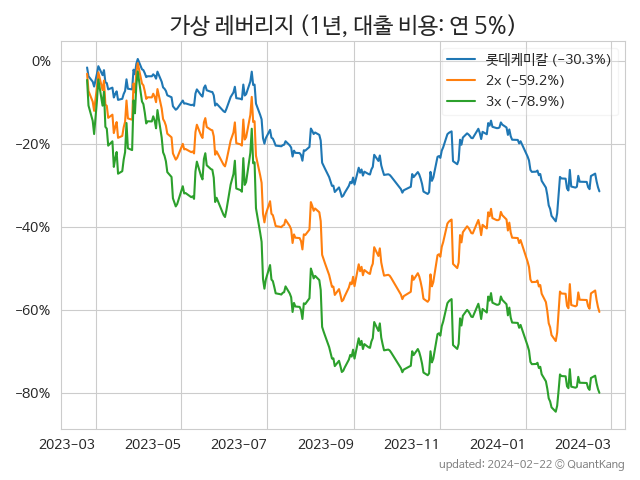 가상 레버리지 (1년, 대출 비용: 연 5%)
롯데케미칼 (−30.3%)
2x (−59.2%)
3x (−78.9%)
0%
−20%
−40%
−60%
−80%
2023-03 2023-05 2023-07 2023-09 2023-11 2024-01 2024-03
updated: 2024-02-22 © QuantKang